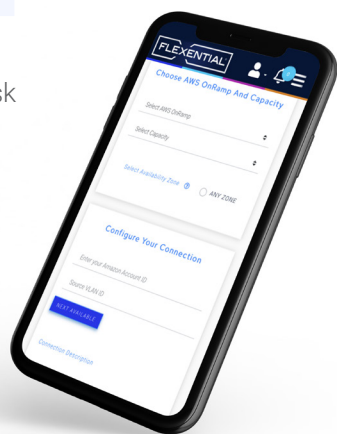 sk
FLEXENTIAL
Choose AWS OnRamp And Capacity
Select AWS OnRamp
Select Capacity
Select Availability Zone
ANY ZONE
Configure Your Connection
Enter your Amazon Account ID
Source VLAN ID
NEXT AVAILABLE
Connection Description